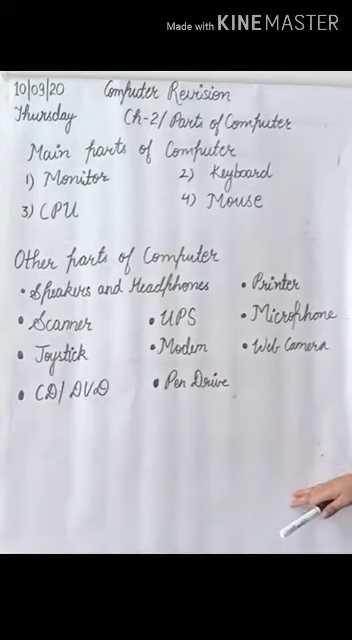 Made with KINEMASTER
10/09/20 Computer Revision
Thursday Ch-2/ Parts of Computer
Main parts of Computer
1) Monitor 2) Keyboard
3) CPU 4) Mouse
Other parts of Computer
• Speakers and Headphones • Printer
• Scanner • UPS • Microphone
• Joystick • Modem • Web Camera
• CD/ DVD • Pen Drive